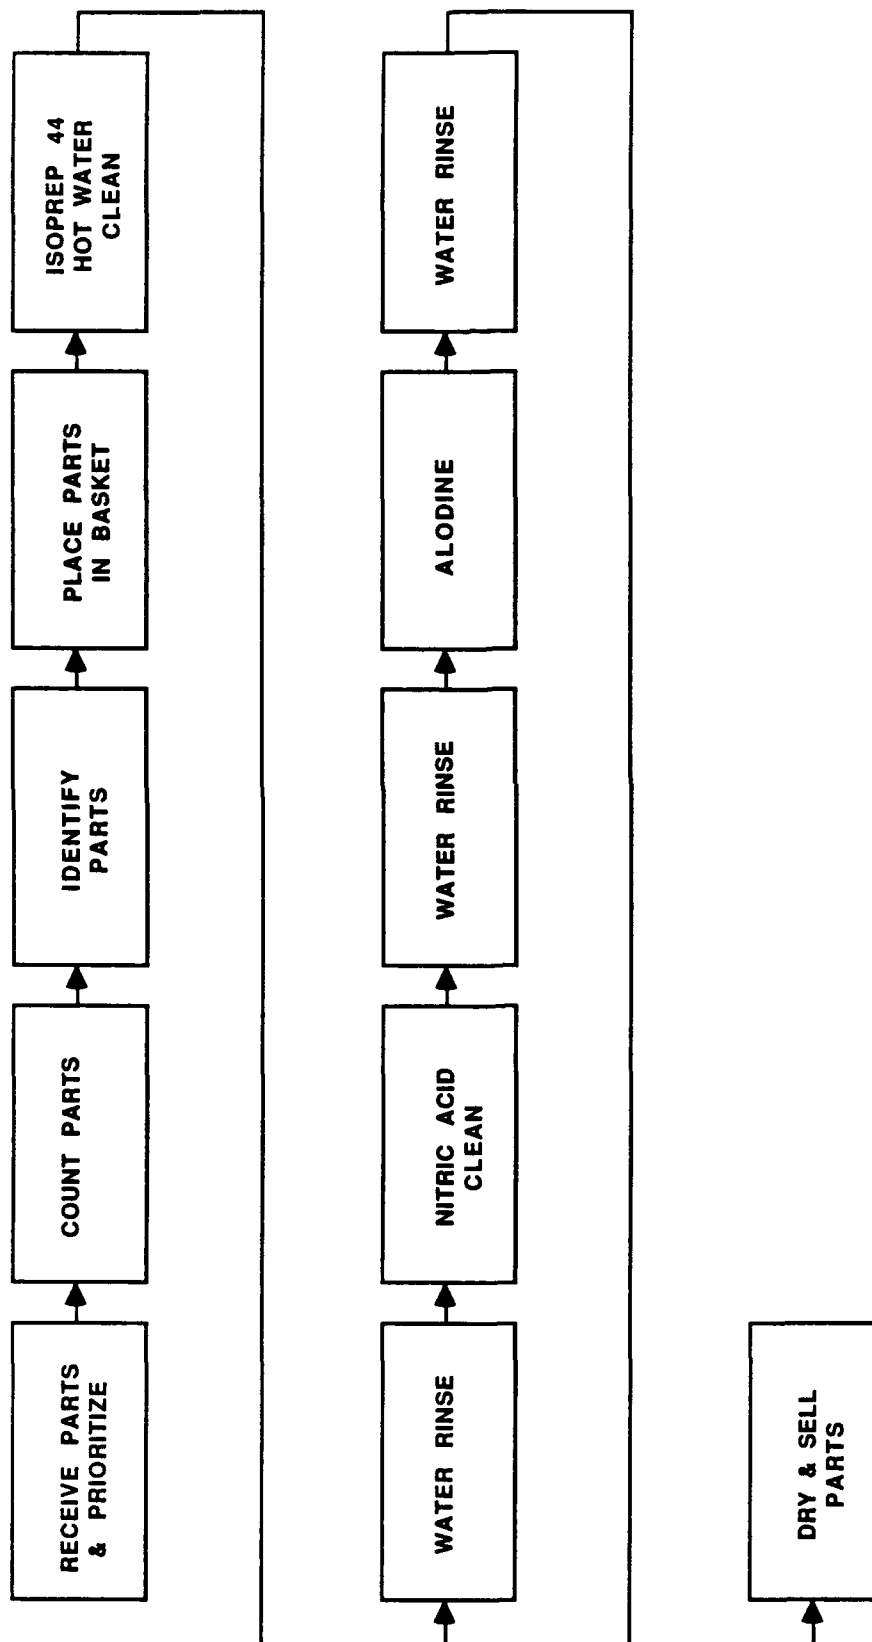 RECEIVE PARTS
& PRIORITIZE
COUNT PARTS
IDENTIFY
PARTS
PLACE PARTS
IN BASKET
ISOPREP 44
HOT WATER
CLEAN
WATER RINSE
NITRIC ACID
CLEAN
WATER RINSE
ALODINE
WATER RINSE
DRY & SELL
PARTS